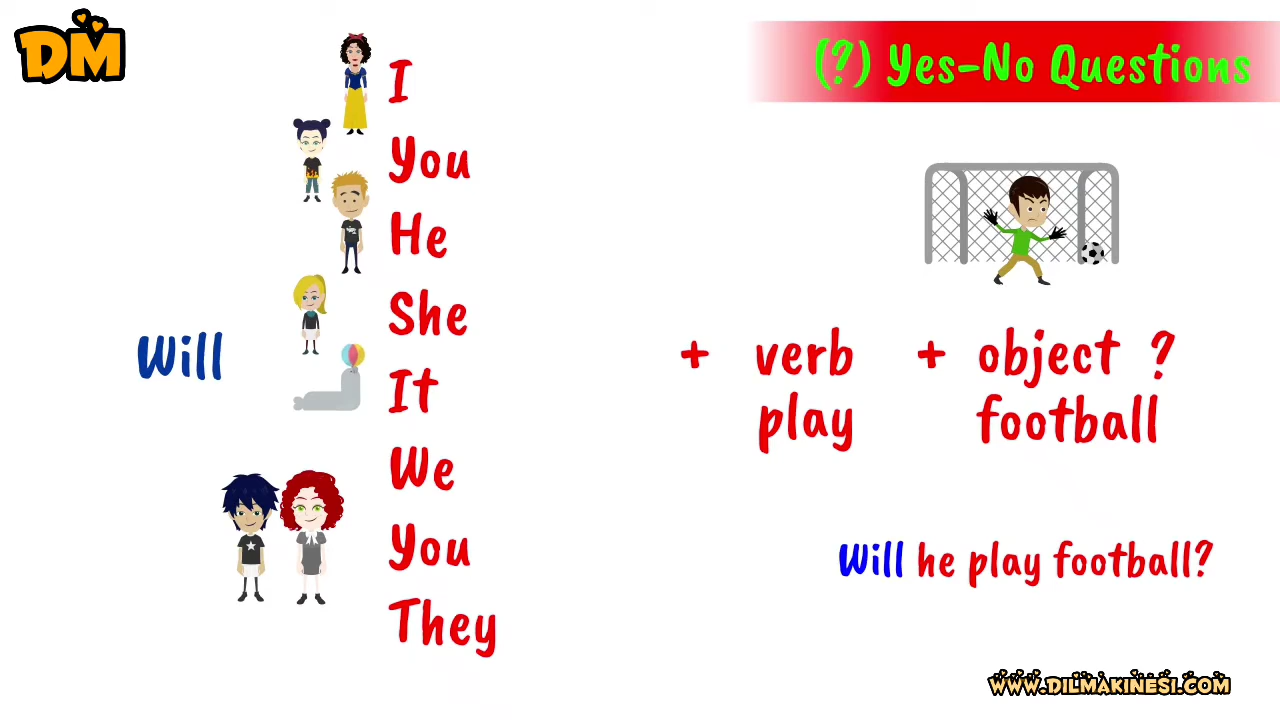 DM
(?) Yes-No Questions
I
You
He
She
It
We
You
They
Will
+ verb + object ?
play football
Will he play football?
WWW.DILMAKINESI.COM